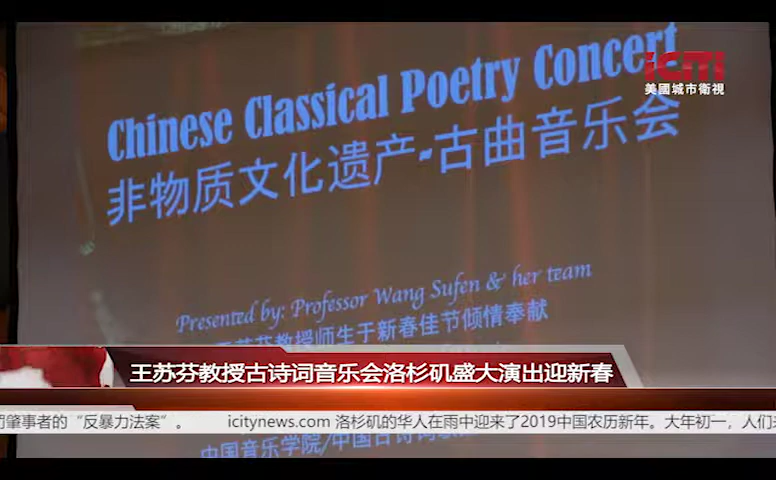 Chinese Classical Poetry Concert
iCiTi
美國城市衛視
非物质文化遗产-古曲音乐会
Presented by: Professor Wang Sufen & her team
教授师生于新春佳节倾情奉献
王苏芬教授古诗词音乐会洛杉矶盛大演出迎新春
肇事者的“反暴力法案”。 icitynews.com 洛杉矶的华人在雨中迎来了2019中国农历新年。大年初一，人们
中国音乐学院/中国古诗词